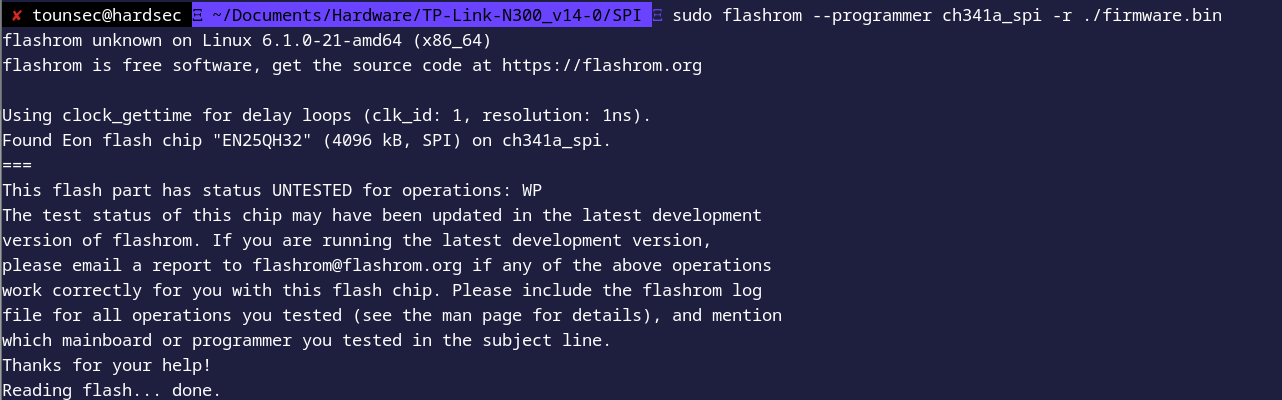 ✘ tounsec@hardsec Ξ ~/Documents/Hardware/TP-Link-N300_v14-0/SPI Ξ sudo flashrom --programmer ch341a_spi -r ./firmware.bin
flashrom unknown on Linux 6.1.0-21-amd64 (x86_64)
flashrom is free software, get the source code at https://flashrom.org

Using clock_gettime for delay loops (clk_id: 1, resolution: 1ns).
Found Eon flash chip "EN25QH32" (4096 kB, SPI) on ch341a_spi.
===
This flash part has status UNTESTED for operations: WP
The test status of this chip may have been updated in the latest development
version of flashrom. If you are running the latest development version,
please email a report to flashrom@flashrom.org if any of the above operations
work correctly for you with this flash chip. Please include the flashrom log
file for all operations you tested (see the man page for details), and mention
which mainboard or programmer you tested in the subject line.
Thanks for your help!
Reading flash... done.